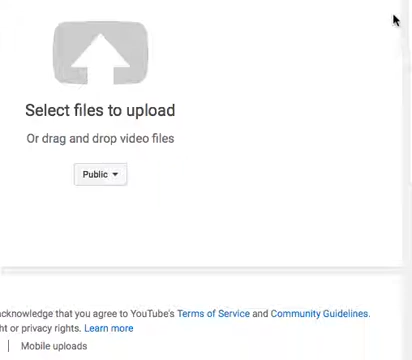 Select files to upload
Or drag and drop video files
Public
acknowledge that you agree to YouTube's Terms of Service and Community Guidelines.
or privacy rights. Learn more
Mobile uploads